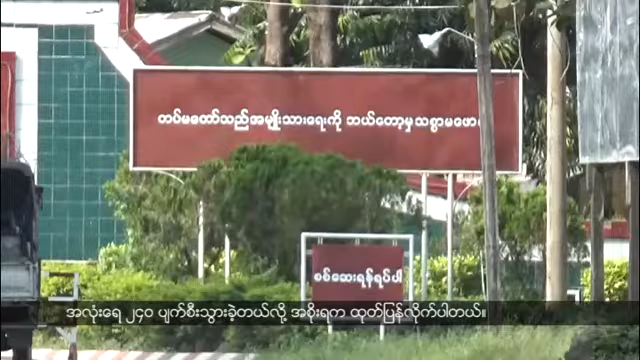 တပ်မတော်သည်အမျိုးသားရေးကို ဘယ်တော့မှသစ္စာမဖောက်
စစ်ဆေးရန်ရပ်ပါ
အလုံးရေ ၂၄၀ ပျက်စီးသွားခဲ့တယ်လို့ အစိုးရက ထုတ်ပြန်လိုက်ပါတယ်။